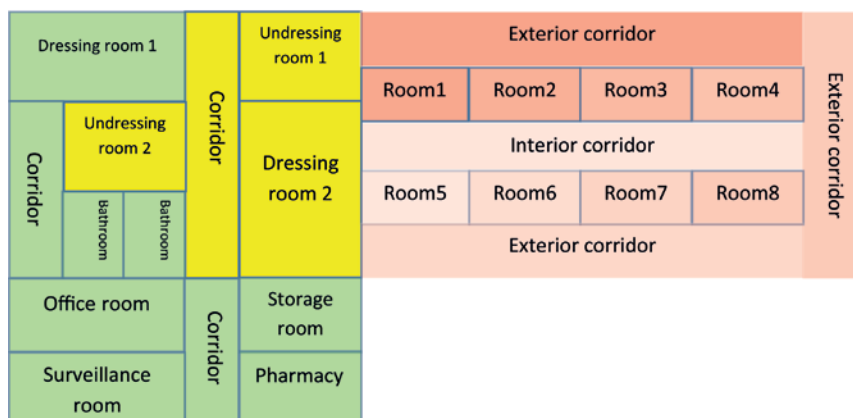 Dressing room 1
Corridor
Undressing
room 1
Exterior corridor
Exterior corridor
Room1
Room2
Room3
Room4
Corridor
Undressing
room 2
Dressing
room 2
Interior corridor
Bathroom
Bathroom
Room5
Room6
Room7
Room8
Exterior corridor
Office room
Corridor
Storage
room
Surveillance
room
Pharmacy